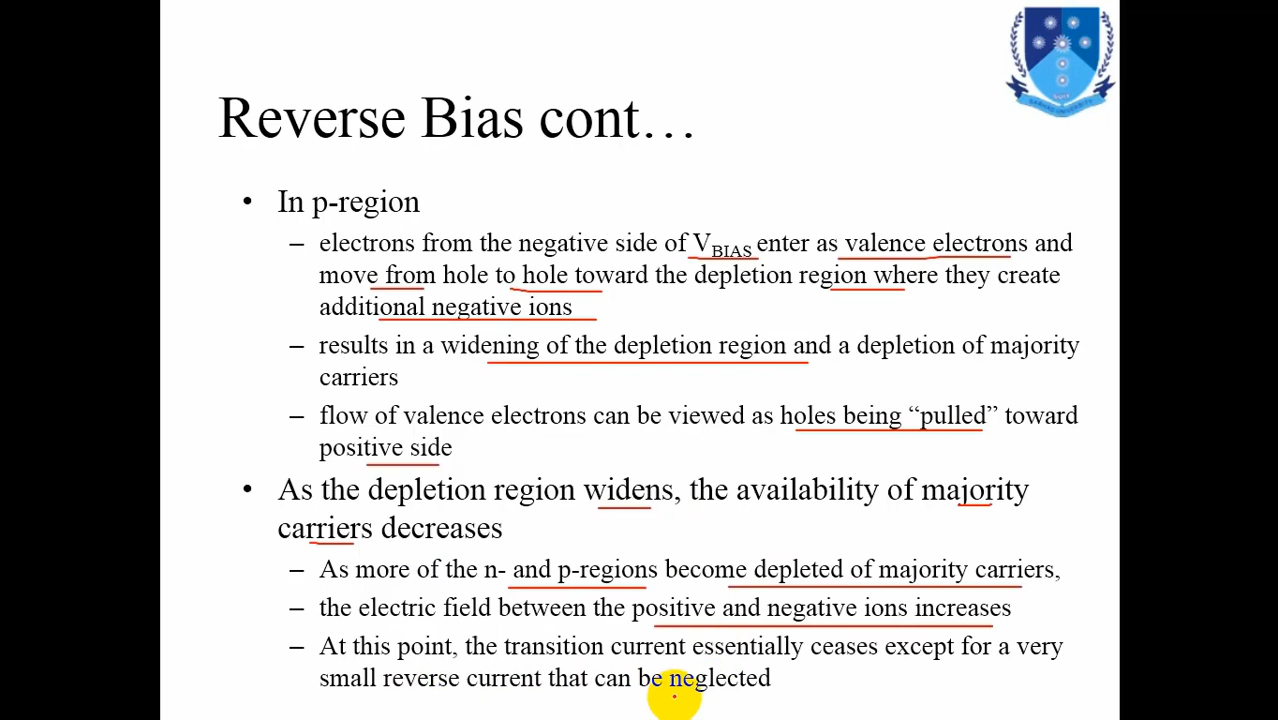 Reverse Bias cont…
• In p-region
– electrons from the negative side of VBIAS enter as valence electrons and
move from hole to hole toward the depletion region where they create
additional negative ions
– results in a widening of the depletion region and a depletion of majority
carriers
– flow of valence electrons can be viewed as holes being “pulled” toward
positive side
• As the depletion region widens, the availability of majority
carriers decreases
– As more of the n- and p-regions become depleted of majority carriers,
– the electric field between the positive and negative ions increases
– At this point, the transition current essentially ceases except for a very
small reverse current that can be neglected